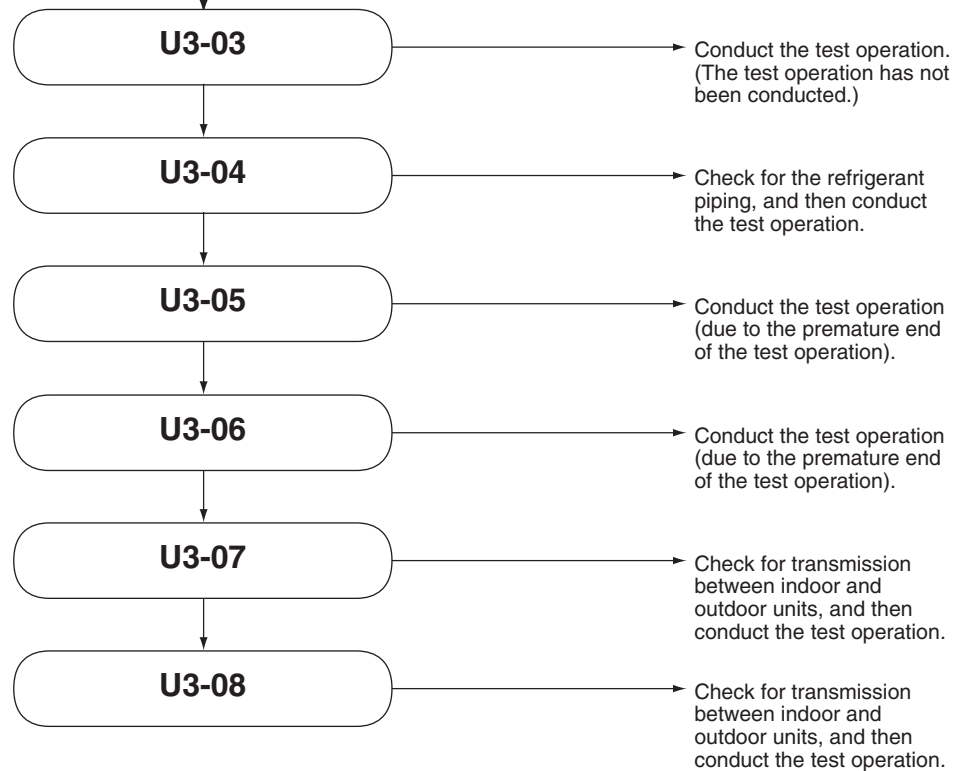 U3-03
Conduct the test operation.
(The test operation has not
been conducted.)
U3-04
Check for the refrigerant
piping, and then conduct
the test operation.
U3-05
Conduct the test operation
(due to the premature end
of the test operation).
U3-06
Conduct the test operation
(due to the premature end
of the test operation).
U3-07
Check for transmission
between indoor and
outdoor units, and then
conduct the test operation.
U3-08
Check for transmission
between indoor and
outdoor units, and then
conduct the test operation.